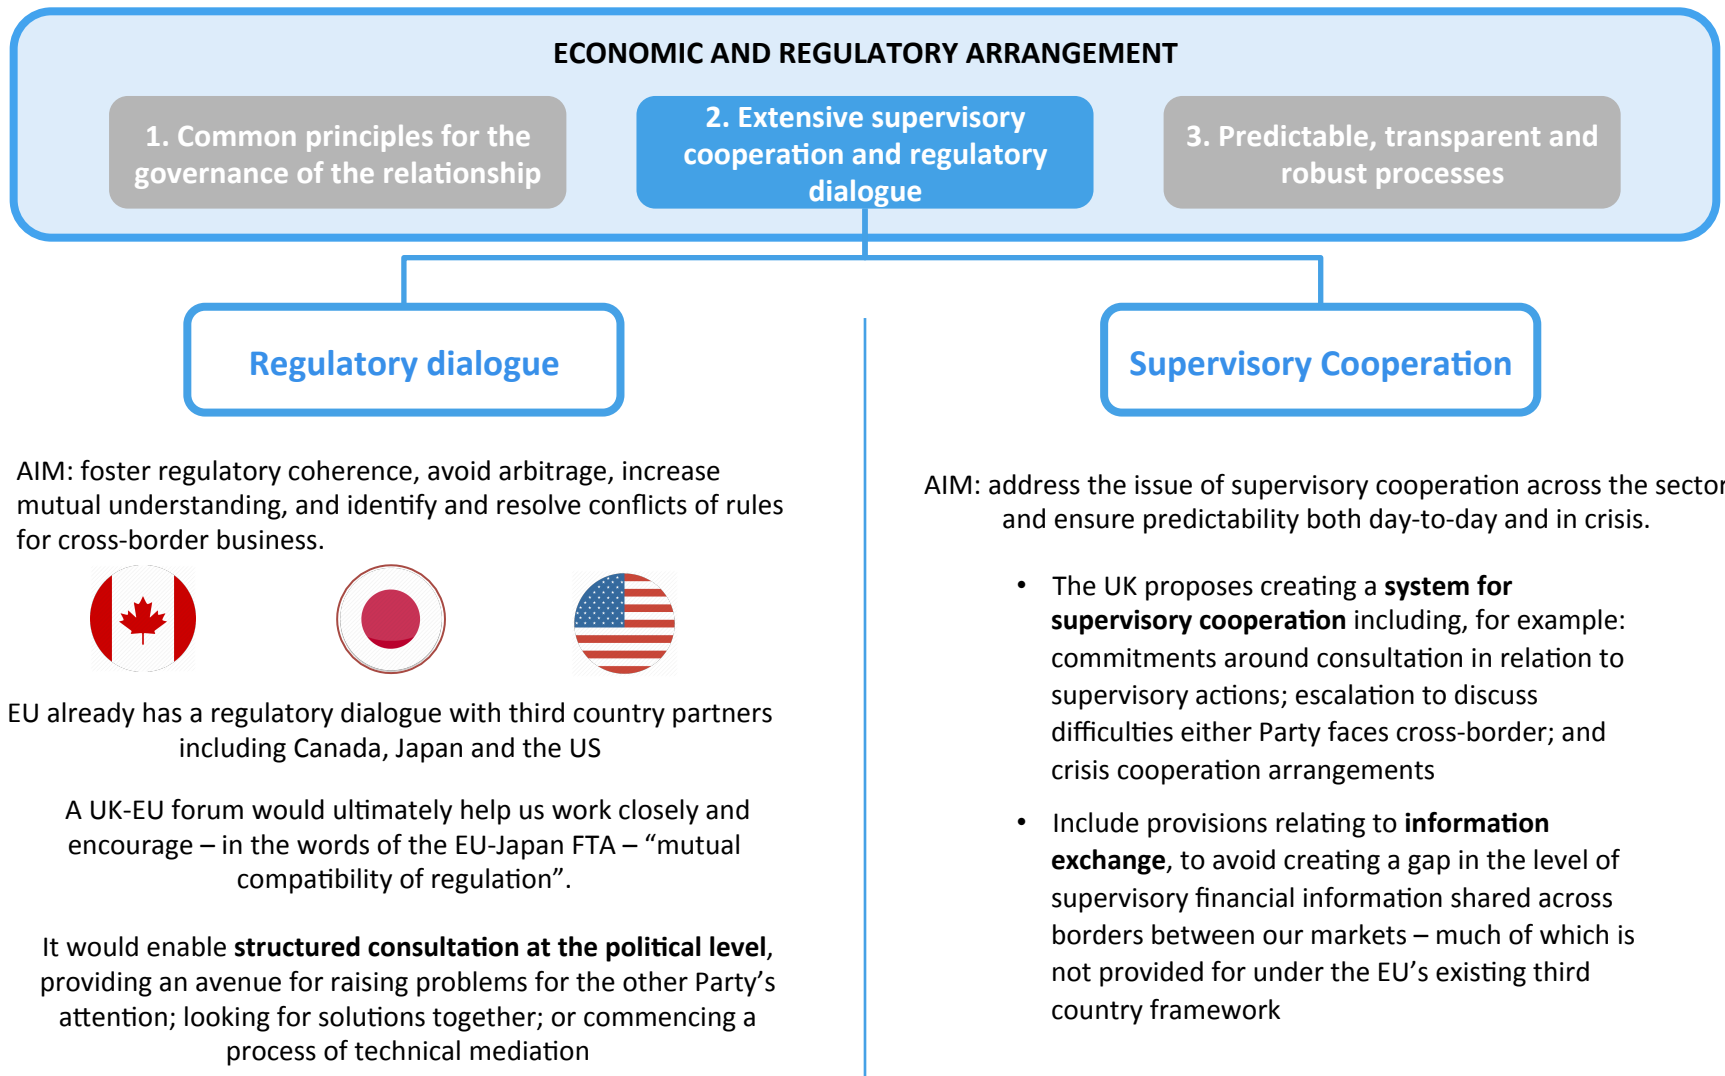 ECONOMIC AND REGULATORY ARRANGEMENT
1. Common principles for the
governance of the relationship
2. Extensive supervisory
cooperation and regulatory
dialogue
3. Predictable, transparent and
robust processes
Regulatory dialogue
AIM: foster regulatory coherence, avoid arbitrage, increase
mutual understanding, and identify and resolve conflicts of rules
for cross-border business.
EU already has a regulatory dialogue with third country partners
including Canada, Japan and the US
A UK-EU forum would ultimately help us work closely and
encourage – in the words of the EU-Japan FTA – “mutual
compatibility of regulation”.
It would enable structured consultation at the political level,
providing an avenue for raising problems for the other Party’s
attention; looking for solutions together; or commencing a
process of technical mediation
Supervisory Cooperation
AIM: address the issue of supervisory cooperation across the sector
and ensure predictability both day-to-day and in crisis.
• The UK proposes creating a system for
supervisory cooperation including, for example:
commitments around consultation in relation to
supervisory actions; escalation to discuss
difficulties either Party faces cross-border; and
crisis cooperation arrangements
• Include provisions relating to information
exchange, to avoid creating a gap in the level of
supervisory financial information shared across
borders between our markets – much of which is
not provided for under the EU’s existing third
country framework